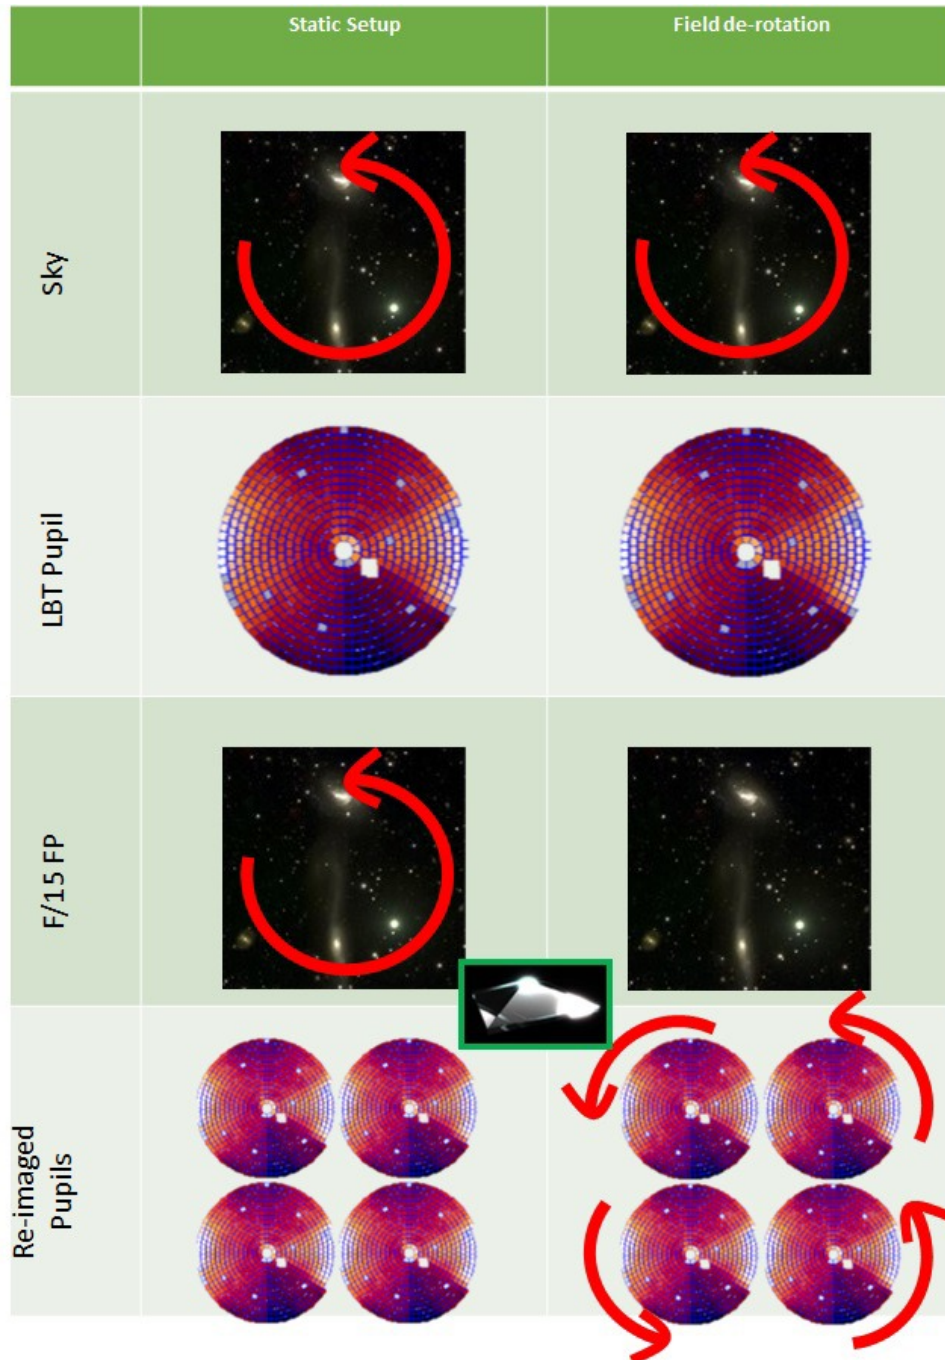 Static Setup
Field de-rotation
Sky
LBT Pupil
F/15 FP
Re-imaged
Pupils